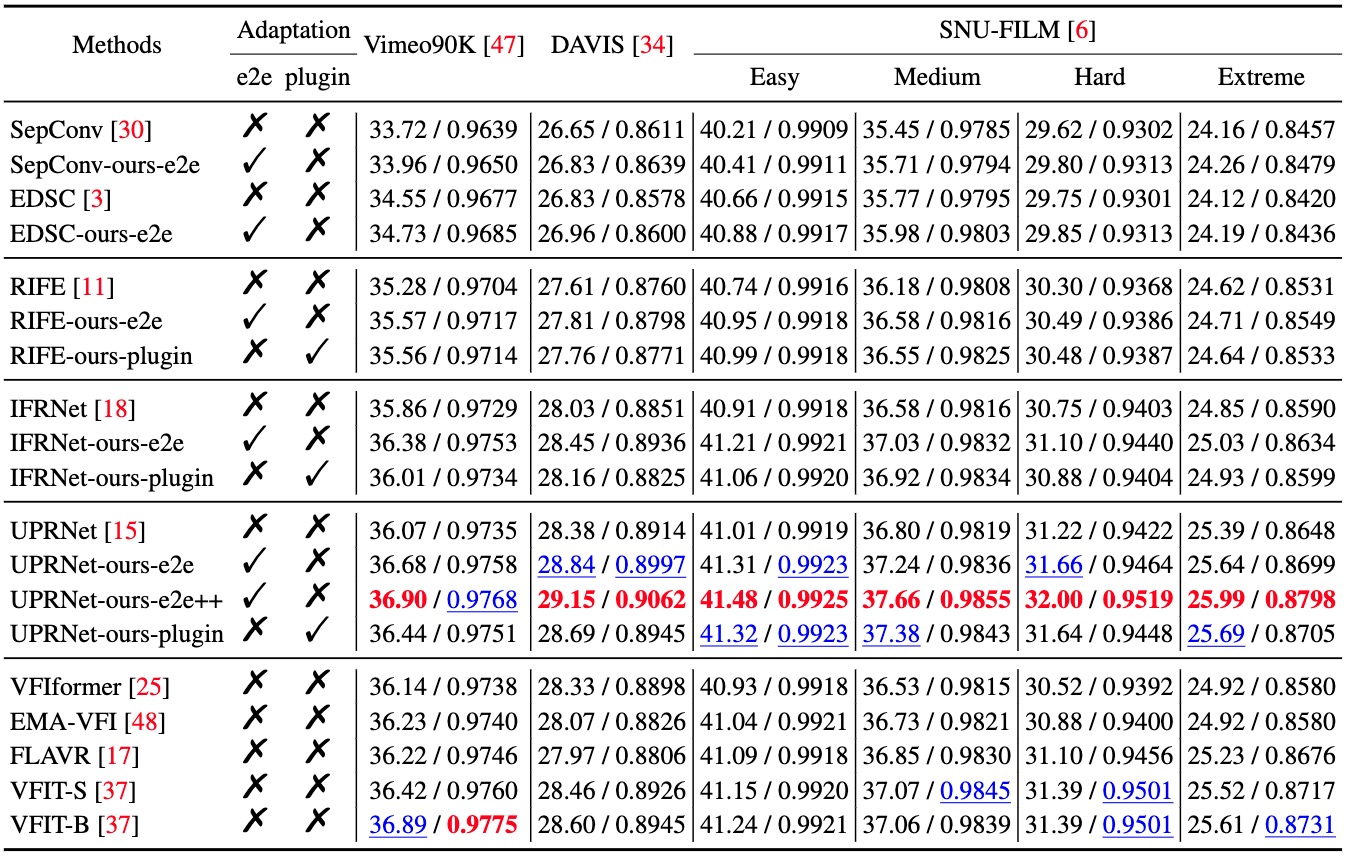 Methods Adaptation Vimeo90K [47] DAVIS [34] SNU-FILM [6]
e2e plugin Easy Medium Hard Extreme
SepConv [30] ✗ ✗ 33.72 / 0.9639 26.65 / 0.8611 40.21 / 0.9909 35.45 / 0.9785 29.62 / 0.9302 24.16 / 0.8457
SepConv-ours-e2e ✓ ✗ 33.96 / 0.9650 26.83 / 0.8639 40.41 / 0.9911 35.71 / 0.9794 29.80 / 0.9313 24.26 / 0.8479
EDSC [3] ✗ ✗ 34.55 / 0.9677 26.83 / 0.8578 40.66 / 0.9915 35.77 / 0.9795 29.75 / 0.9301 24.12 / 0.8420
EDSC-ours-e2e ✓ ✗ 34.73 / 0.9685 26.96 / 0.8600 40.88 / 0.9917 35.98 / 0.9803 29.85 / 0.9313 24.19 / 0.8436
RIFE [11] ✗ ✗ 35.28 / 0.9704 27.61 / 0.8760 40.74 / 0.9916 36.18 / 0.9808 30.30 / 0.9368 24.62 / 0.8531
RIFE-ours-e2e ✓ ✗ 35.57 / 0.9717 27.81 / 0.8798 40.95 / 0.9918 36.58 / 0.9816 30.49 / 0.9386 24.71 / 0.8549
RIFE-ours-plugin ✗ ✓ 35.56 / 0.9714 27.76 / 0.8771 40.99 / 0.9918 36.55 / 0.9825 30.48 / 0.9387 24.64 / 0.8533
IFRNet [18] ✗ ✗ 35.86 / 0.9729 28.03 / 0.8851 40.91 / 0.9918 36.58 / 0.9816 30.75 / 0.9403 24.85 / 0.8590
IFRNet-ours-e2e ✓ ✗ 36.38 / 0.9753 28.45 / 0.8936 41.21 / 0.9921 37.03 / 0.9832 31.10 / 0.9440 25.03 / 0.8634
IFRNet-ours-plugin ✗ ✓ 36.01 / 0.9734 28.16 / 0.8825 41.06 / 0.9920 36.92 / 0.9834 30.88 / 0.9404 24.93 / 0.8599
UPRNet [15] ✗ ✗ 36.07 / 0.9735 28.38 / 0.8914 41.01 / 0.9919 36.80 / 0.9819 31.22 / 0.9422 25.39 / 0.8648
UPRNet-ours-e2e ✓ ✗ 36.68 / 0.9758 28.84 / 0.8997 41.31 / 0.9923 37.24 / 0.9836 31.66 / 0.9464 25.64 / 0.8699
UPRNet-ours-e2e++ ✓ ✗ 36.90 / 0.9768 29.15 / 0.9062 41.48 / 0.9925 37.66 / 0.9855 32.00 / 0.9519 25.99 / 0.8798
UPRNet-ours-plugin ✗ ✓ 36.44 / 0.9751 28.69 / 0.8945 41.32 / 0.9923 37.38 / 0.9843 31.64 / 0.9448 25.69 / 0.8705
VFIformer [25] ✗ ✗ 36.14 / 0.9738 28.33 / 0.8898 40.93 / 0.9918 36.53 / 0.9815 30.52 / 0.9392 24.92 / 0.8580
EMA-VFI [48] ✗ ✗ 36.23 / 0.9740 28.07 / 0.8826 41.04 / 0.9921 36.73 / 0.9821 30.88 / 0.9400 24.92 / 0.8580
FLAVR [17] ✗ ✗ 36.22 / 0.9746 27.97 / 0.8806 41.09 / 0.9918 36.85 / 0.9830 31.10 / 0.9456 25.23 / 0.8676
VFIT-S [37] ✗ ✗ 36.42 / 0.9760 28.46 / 0.8926 41.15 / 0.9920 37.07 / 0.9845 31.39 / 0.9501 25.52 / 0.8717
VFIT-B [37] ✗ ✗ 36.89 / 0.9775 28.60 / 0.8945 41.24 / 0.9921 37.06 / 0.9839 31.39 / 0.9501 25.61 / 0.8731